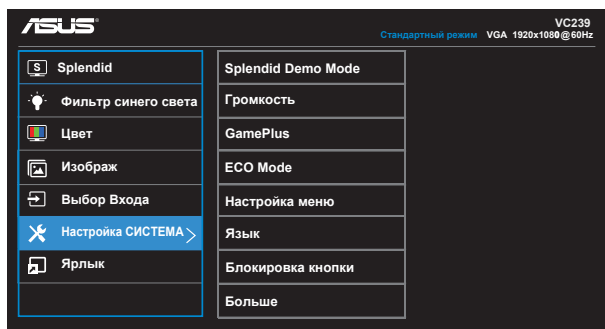 ASUS
VC239
Стандартный режим VGA 1920x1080@60Hz
S Splendid
Фильтр синего света
Цвет
Изображ
Выбор Входа
Настройка СИСТЕМА >
Ярлык
Splendid Demo Mode
Громкость
GamePlus
ECO Mode
Настройка меню
Язык
Блокировка кнопки
Больше